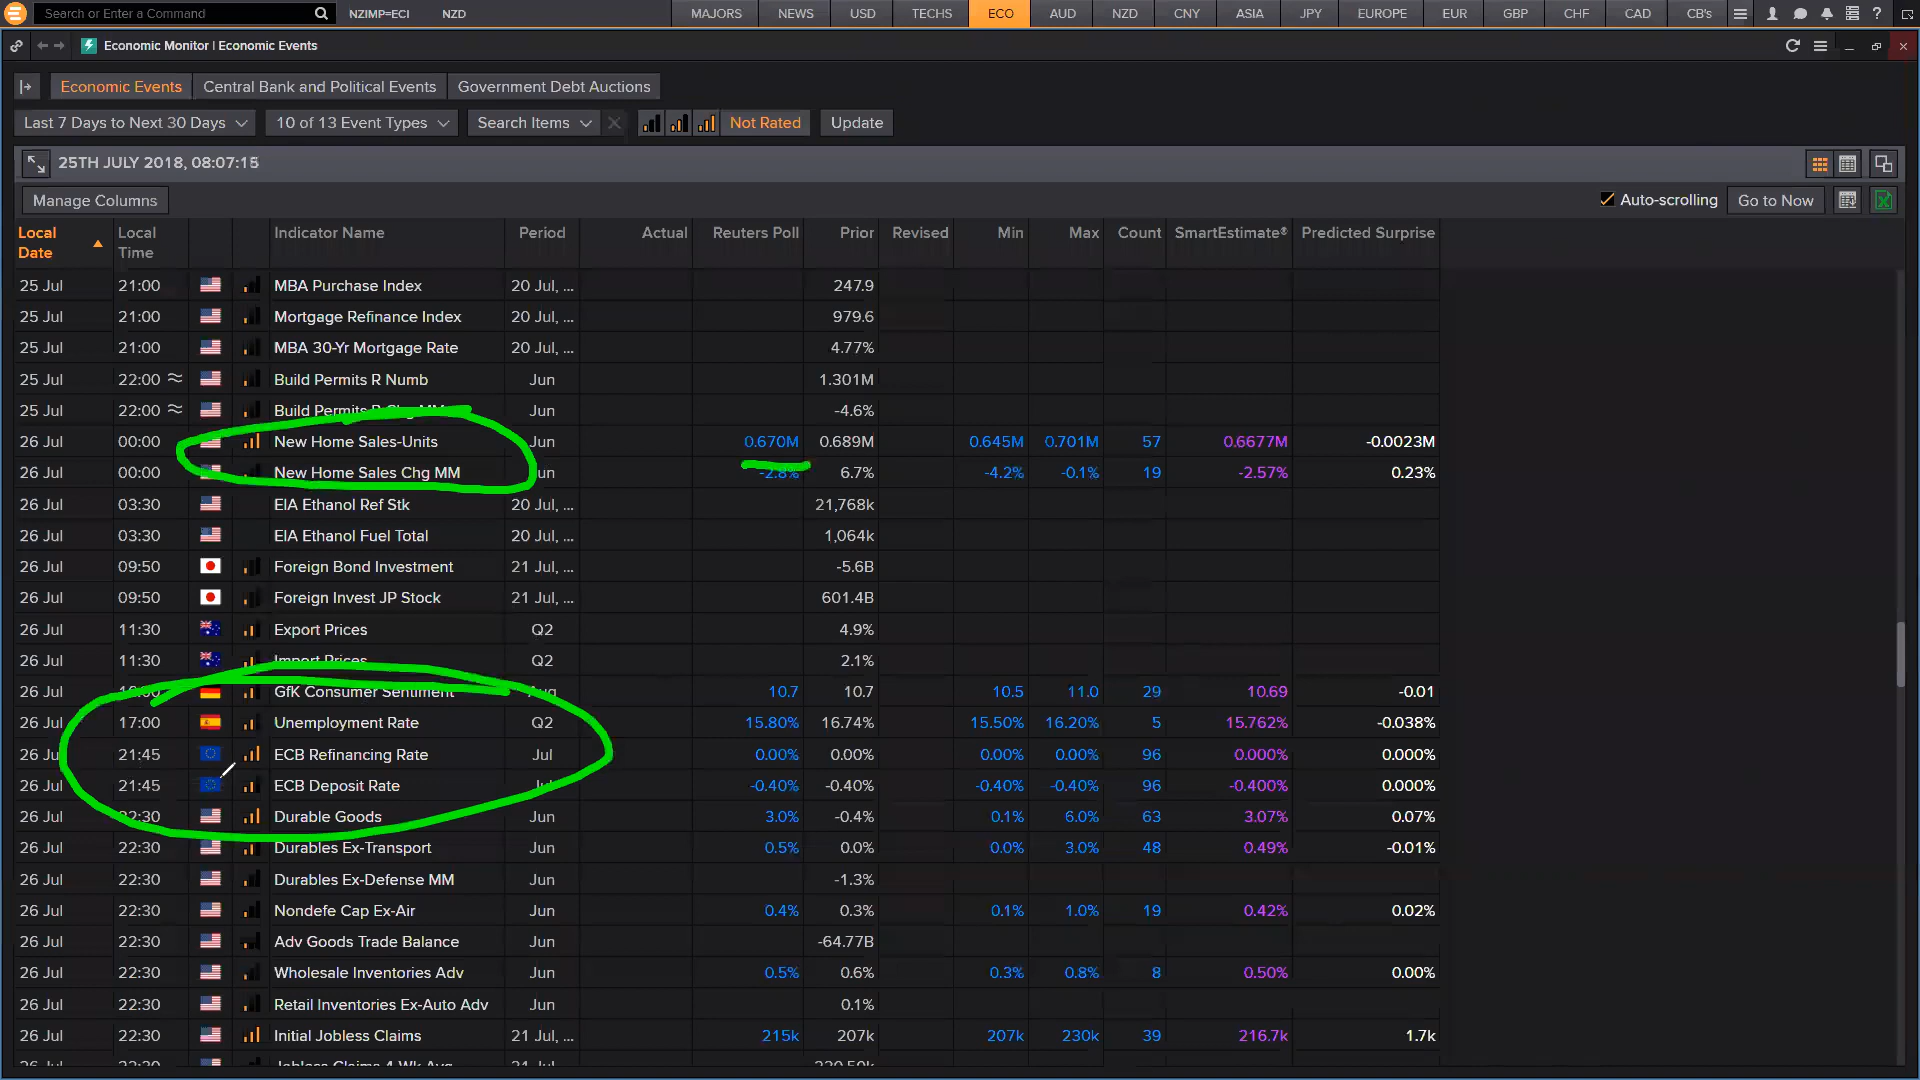 Search or Enter a Command NZIMP=ECI NZD MAJORS NEWS USD TECHS ECO AUD NZD CNY ASIA JPY EUROPE EUR GBP CHF CAD CB's ?
Economic Monitor | Economic Events
Economic Events Central Bank and Political Events Government Debt Auctions
Last 7 Days to Next 30 Days 10 of 13 Event Types Search Items Not Rated Update
25TH JULY 2018, 08:07:15
Manage Columns Auto-scrolling Go to Now
Local Date Local Time Indicator Name Period Actual Reuters Poll Prior Revised Min Max Count SmartEstimate® Predicted Surprise
25 Jul 21:00 MBA Purchase Index 20 Jul, ... 247.9
25 Jul 21:00 Mortgage Refinance Index 20 Jul, ... 979.6
25 Jul 21:00 MBA 30-Yr Mortgage Rate 20 Jul, ... 4.77%
25 Jul 22:00 ≈ Build Permits R Numb Jun 1.301M
25 Jul 22:00 ≈ Build Permits R Chg MM Jun -4.6%
26 Jul 00:00 New Home Sales-Units Jun 0.670M 0.689M 0.645M 0.701M 57 0.6677M -0.0023M
26 Jul 00:00 New Home Sales Chg MM Jun -2.8% 6.7% -4.2% -0.1% 19 -2.57% 0.23%
26 Jul 03:30 EIA Ethanol Ref Stk 20 Jul, ... 21,768k
26 Jul 03:30 EIA Ethanol Fuel Total 20 Jul, ... 1,064k
26 Jul 09:50 Foreign Bond Investment 21 Jul, ... -5.6B
26 Jul 09:50 Foreign Invest JP Stock 21 Jul, ... 601.4B
26 Jul 11:30 Export Prices Q2 4.9%
26 Jul 11:30 Import Prices Q2 2.1%
26 Jul 16:00 GfK Consumer Sentiment Aug 10.7 10.7 10.5 11.0 29 10.69 -0.01
26 Jul 17:00 Unemployment Rate Q2 15.80% 16.74% 15.50% 16.20% 5 15.762% -0.038%
26 Jul 21:45 ECB Refinancing Rate Jul 0.00% 0.00% 0.00% 0.00% 96 0.000% 0.000%
26 Jul 21:45 ECB Deposit Rate Jul -0.40% -0.40% -0.40% -0.40% 96 -0.400% 0.000%
26 Jul 22:30 Durable Goods Jun 3.0% -0.4% 0.1% 6.0% 63 3.07% 0.07%
26 Jul 22:30 Durables Ex-Transport Jun 0.5% 0.0% 0.0% 3.0% 48 0.49% -0.01%
26 Jul 22:30 Durables Ex-Defense MM Jun -1.3%
26 Jul 22:30 Nondefe Cap Ex-Air Jun 0.4% 0.3% 0.1% 1.0% 19 0.42% 0.02%
26 Jul 22:30 Adv Goods Trade Balance Jun -64.77B
26 Jul 22:30 Wholesale Inventories Adv Jun 0.5% 0.6% 0.3% 0.8% 8 0.50% 0.00%
26 Jul 22:30 Retail Inventories Ex-Auto Adv Jun 0.1%
26 Jul 22:30 Initial Jobless Claims 21 Jul, ... 215k 207k 207k 230k 39 216.7k 1.7k